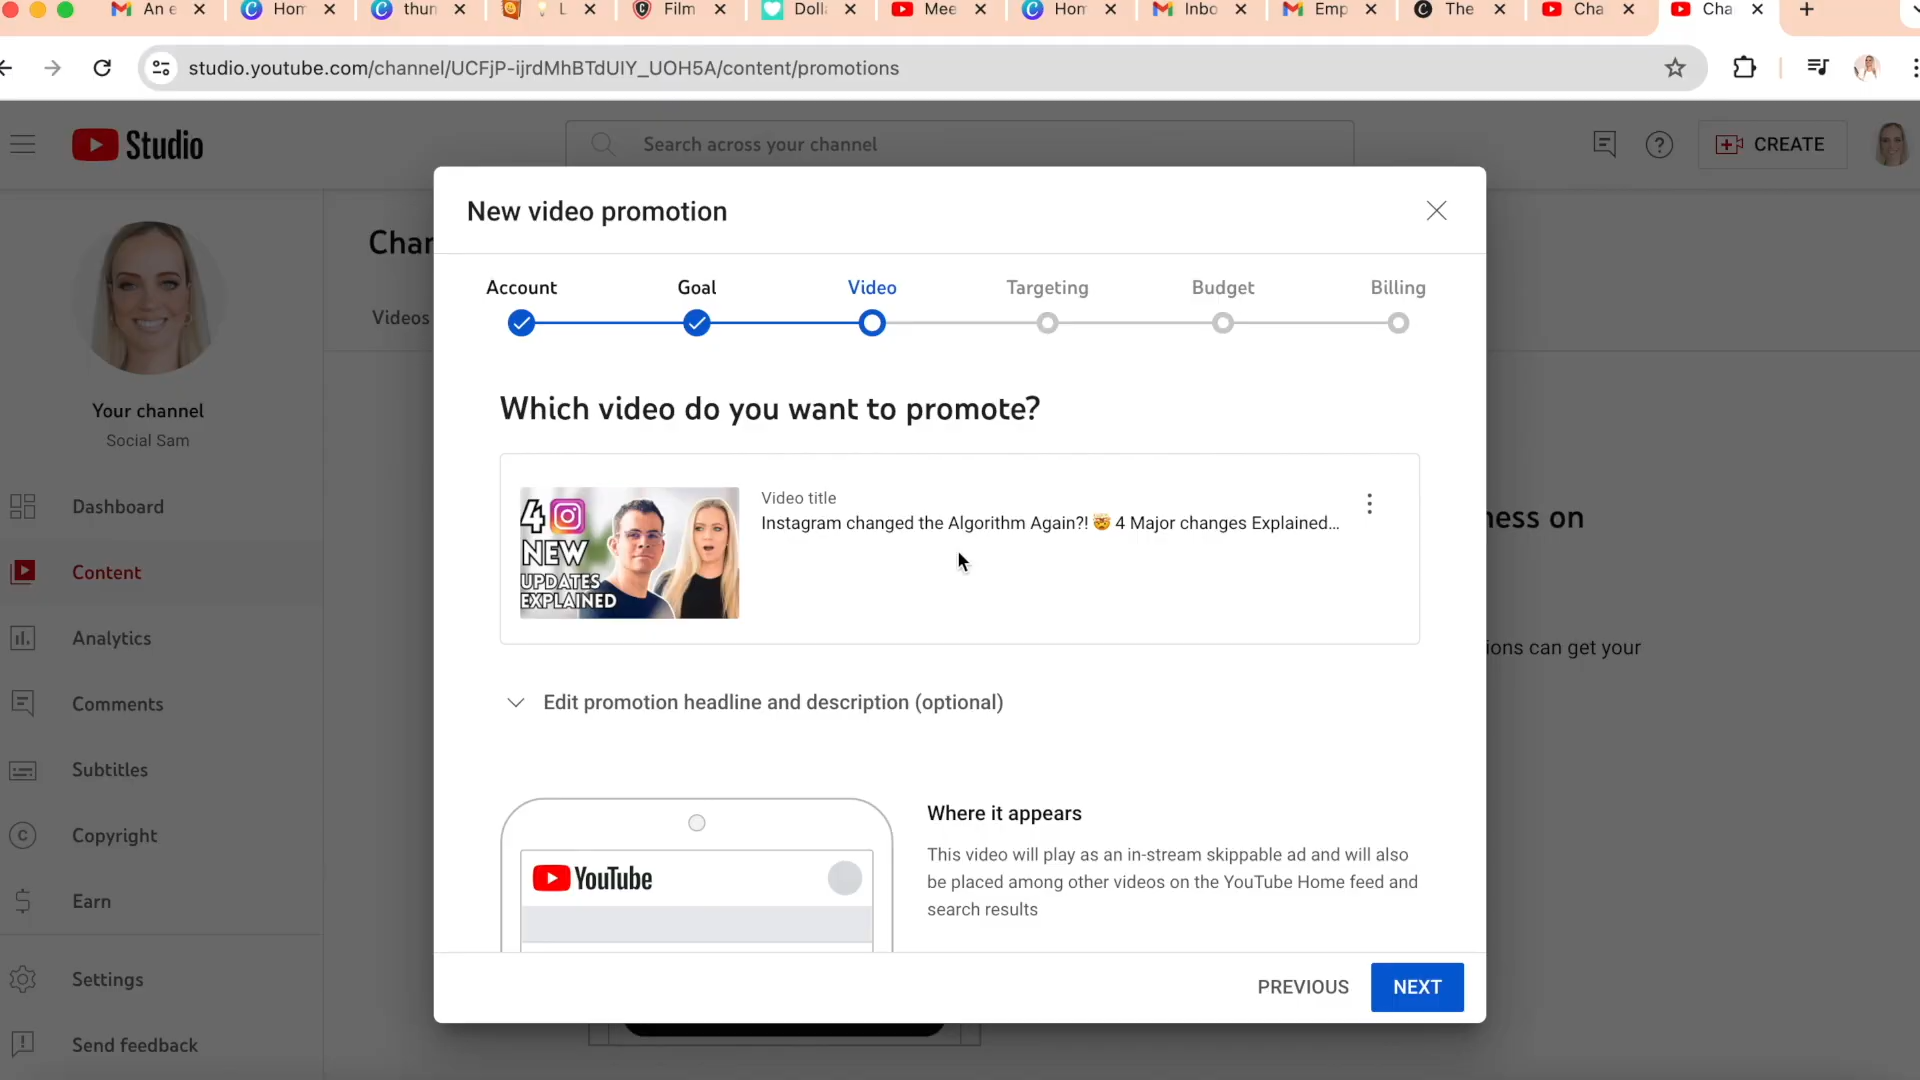 An e
Hom
thun
L
Film
Doll
Mee
Hom
Inbo
Emp
The
Cha
Cha
studio.youtube.com/channel/UCFjP-ijrdMhBTdUIY_UOH5A/content/promotions
Studio
Search across your channel
CREATE
New video promotion
Chan
Videos
Account
Goal
Video
Targeting
Budget
Billing
Your channel
Social Sam
Which video do you want to promote?
4
NEW
UPDATES
EXPLAINED
Video title
Instagram changed the Algorithm Again?! 🤯 4 Major changes Explained...
ness on
ions can get your
Dashboard
Content
Analytics
Comments
Subtitles
Copyright
Earn
Settings
Send feedback
Edit promotion headline and description (optional)
YouTube
Where it appears
This video will play as an in-stream skippable ad and will also
be placed among other videos on the YouTube Home feed and
search results
PREVIOUS
NEXT